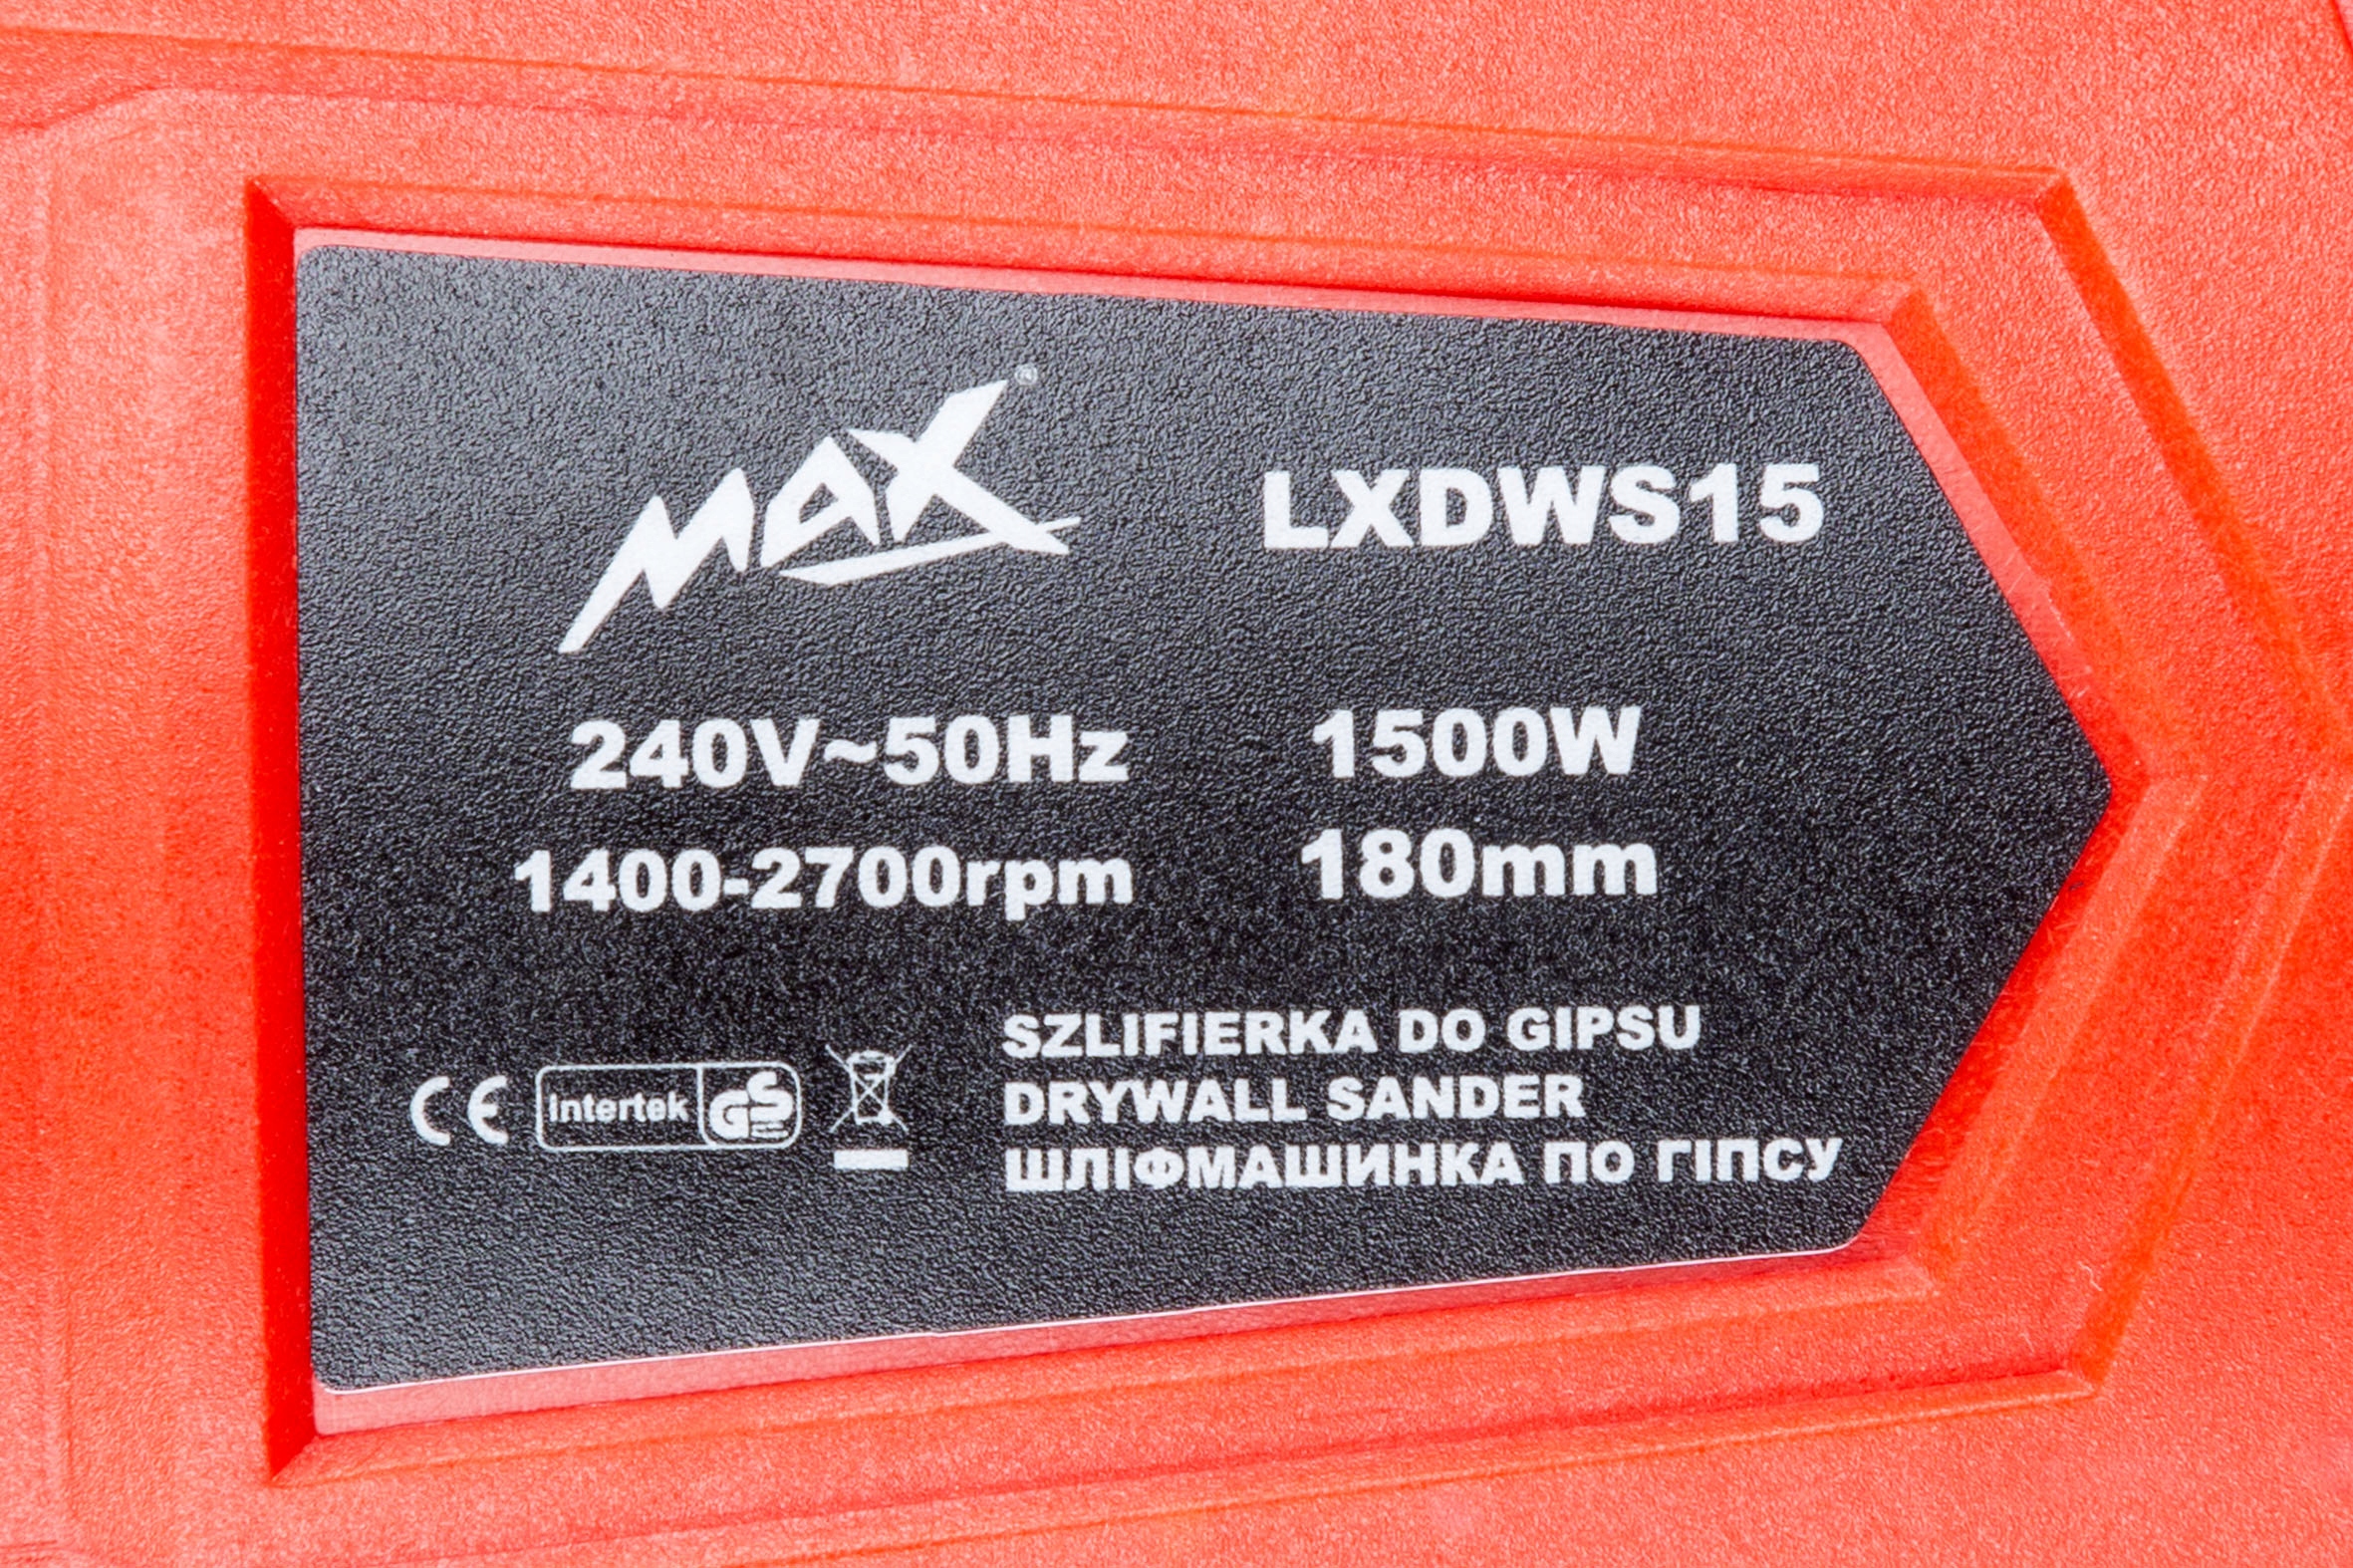 MAX® LXDWS15
240V~50Hz 1500W
1400-2700rpm 180mm
SZLIFIERKA DO GIPSU
DRYWALL SANDER
ШЛІФМАШИНКА ПО ГІПСУ
CE Intertek GS